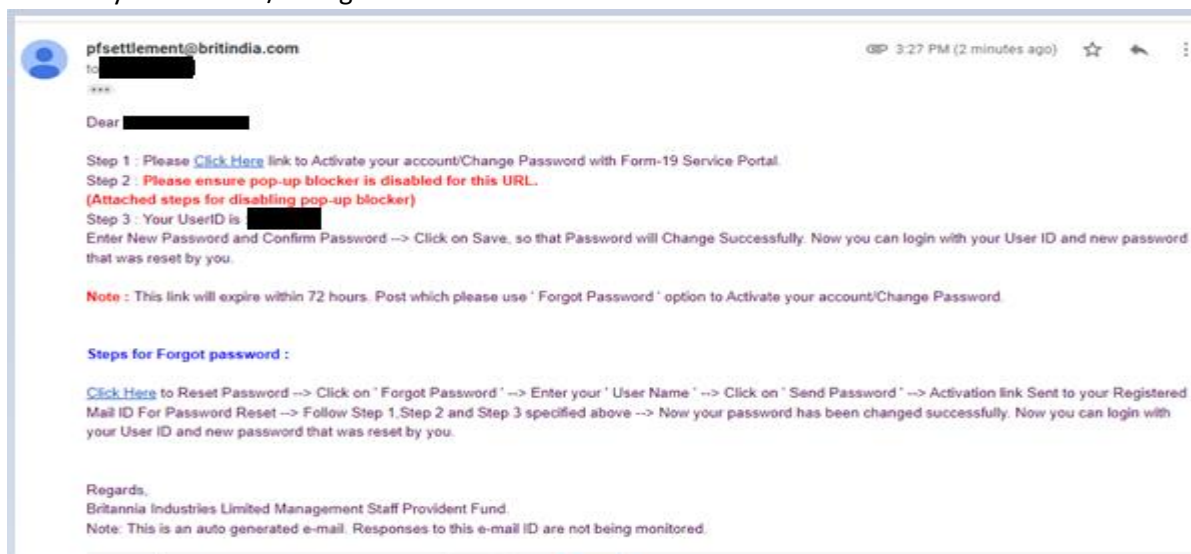 pfsettlement@britindia.com
3:27 PM (2 minutes ago)
to
Dear
Step 1 : Please Click Here link to Activate your account/Change Password with Form-19 Service Portal.
Step 2 : Please ensure pop-up blocker is disabled for this URL.
(Attached steps for disabling pop-up blocker)
Step 3 : Your UserID is
Enter New Password and Confirm Password --> Click on Save, so that Password will Change Successfully. Now you can login with your User ID and new password
that was reset by you.
Note : This link will expire within 72 hours. Post which please use ' Forgot Password ' option to Activate your account/Change Password.
Steps for Forgot password :
Click Here to Reset Password --> Click on ' Forgot Password ' --> Enter your ' User Name ' --> Click on ' Send Password ' --> Activation link Sent to your Registered
Mail ID For Password Reset --> Follow Step 1,Step 2 and Step 3 specified above --> Now your password has been changed successfully. Now you can login with
your User ID and new password that was reset by you.
Regards,
Britannia Industries Limited Management Staff Provident Fund.
Note: This is an auto generated e-mail. Responses to this e-mail ID are not being monitored.